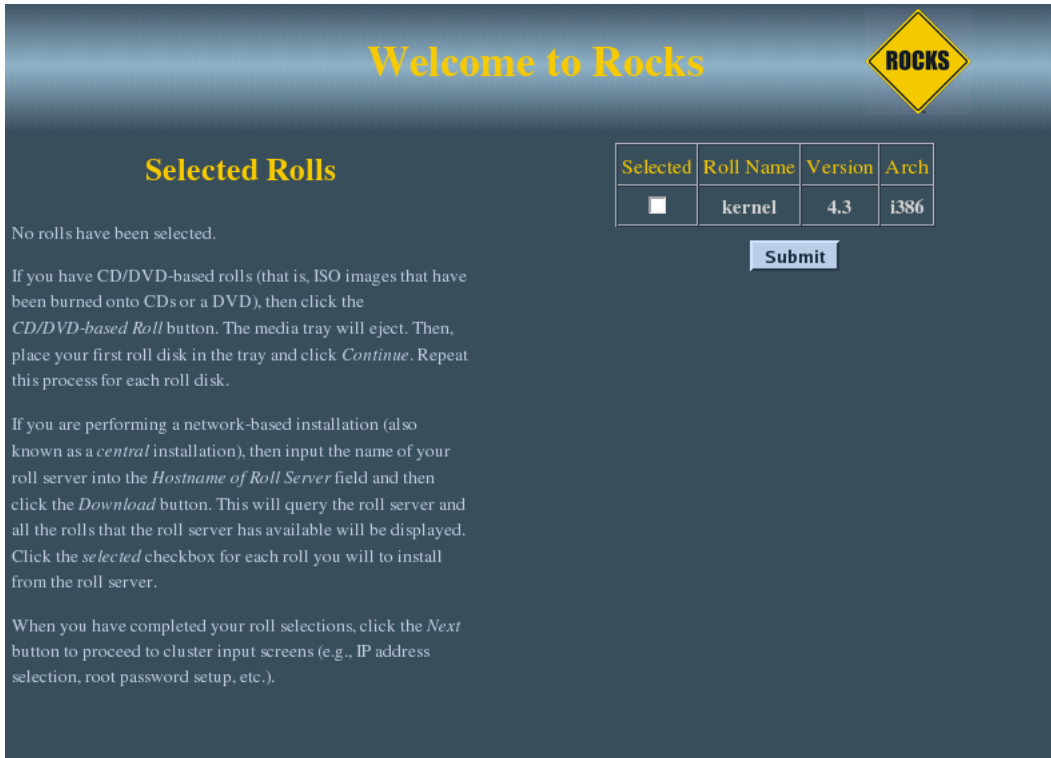 Welcome to Rocks
ROCKS
Selected Rolls
No rolls have been selected.
If you have CD/DVD-based rolls (that is, ISO images that have
been burned onto CDs or a DVD), then click the
CD/DVD-based Roll button. The media tray will eject. Then,
place your first roll disk in the tray and click Continue. Repeat
this process for each roll disk.
If you are performing a network-based installation (also
known as a central installation), then input the name of your
roll server into the Hostname of Roll Server field and then
click the Download button. This will query the roll server and
all the rolls that the roll server has available will be displayed.
Click the selected checkbox for each roll you will to install
from the roll server.
When you have completed your roll selections, click the Next
button to proceed to cluster input screens (e.g., IP address
selection, root password setup, etc.).
Selected Roll Name Version Arch
kernel 4.3 i386
Submit